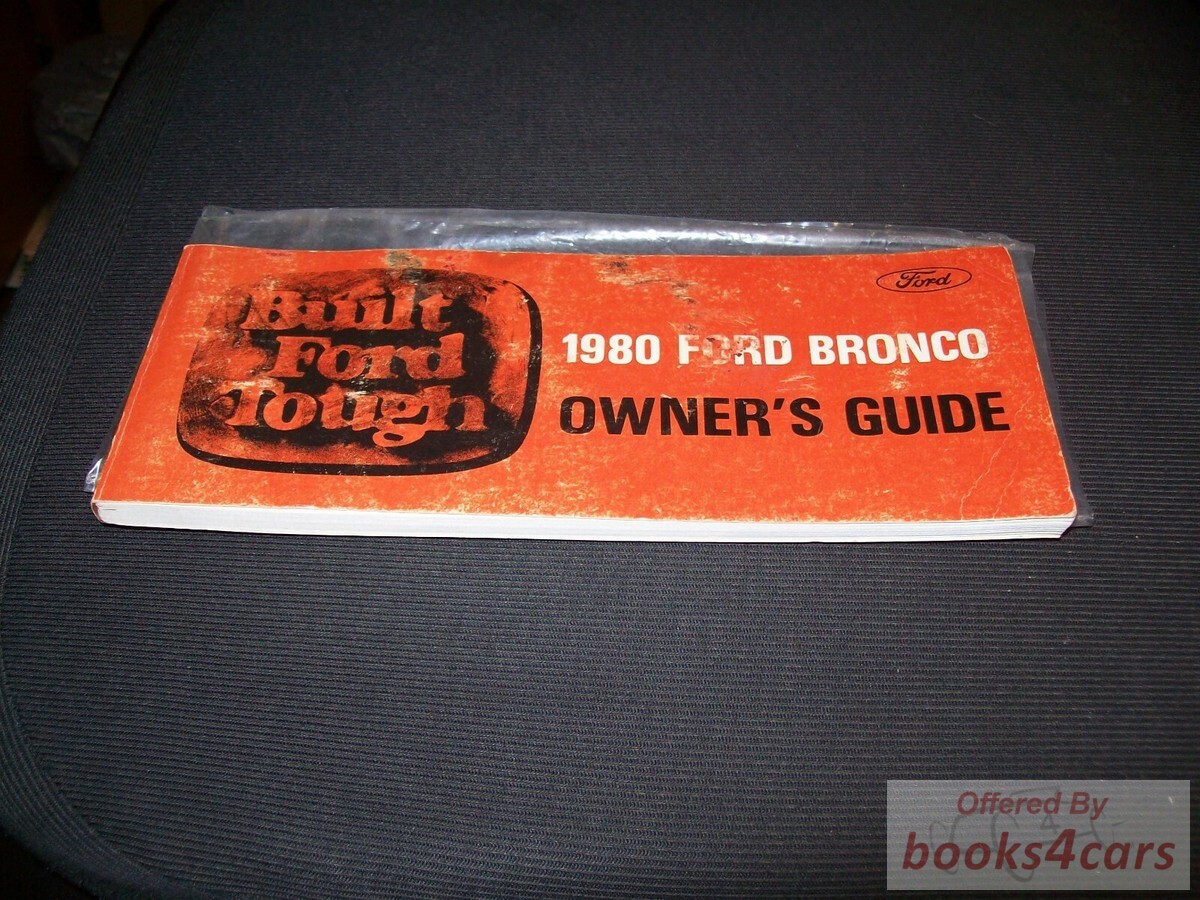 Built
Ford
Tough
Ford
1980 FORD BRONCO
OWNER'S GUIDE
Offered By
books4cars